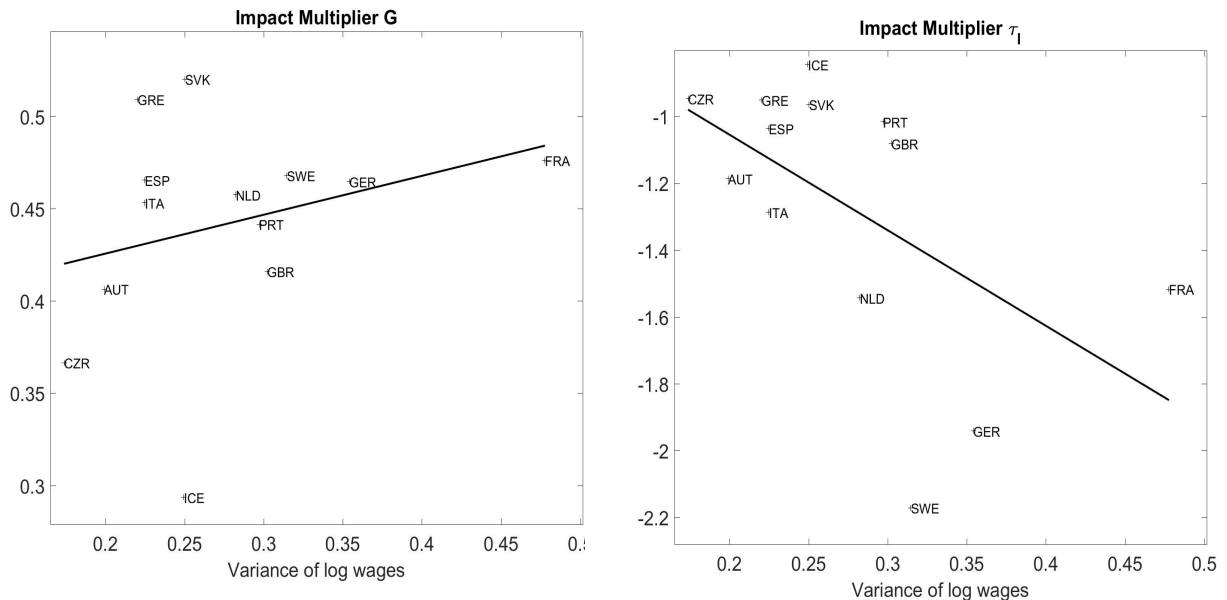 Impact Multiplier G
SVK
GRE
0.5
ESP
SWE
GER
FRA
NLD
ITA
0.45
PRT
GBR
AUT
0.4
CZR
0.35
0.3
ICE
0.2 0.25 0.3 0.35 0.4 0.45 0.5
Variance of log wages
Impact Multiplier τl
ICE
CZR
GRE
SVK
-1
PRT
ESP
GBR
AUT
-1.2
ITA
-1.4
FRA
NLD
-1.6
-1.8
GER
-2
SWE
-2.2
0.2 0.25 0.3 0.35 0.4 0.45 0.5
Variance of log wages